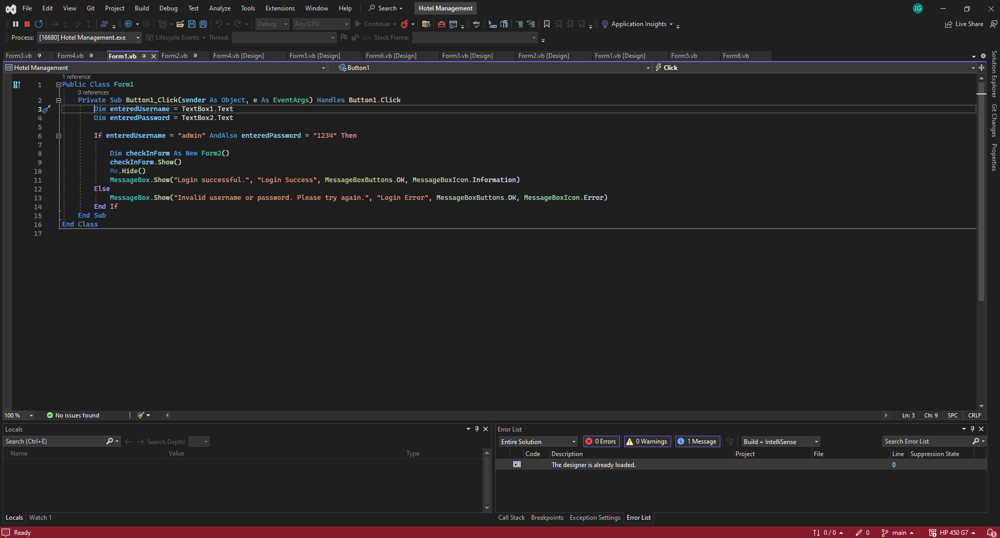 File Edit View Git Project Build Debug Test Analyze Tools Extensions Window Help Search Hotel Management JG
Debug Any CPU Continue Application Insights Live Share
Process: [16680] Hotel Management.exe Lifecycle Events Thread: Stack Frame:
Form3.vb Form4.vb Form1.vb Form2.vb Form4.vb [Design] Form5.vb [Design] Form6.vb [Design] Form3.vb [Design] Form2.vb [Design] Form1.vb [Design] Form5.vb Form6.vb
VB Hotel Management Button1 Click
1 reference
1 Public Class Form1
0 references
2 Private Sub Button1_Click(sender As Object, e As EventArgs) Handles Button1.Click
3 Dim enteredUsername = TextBox1.Text
4 Dim enteredPassword = TextBox2.Text
5
6 If enteredUsername = "admin" AndAlso enteredPassword = "1234" Then
7
8 Dim checkInForm As New Form2()
9 checkInForm.Show()
10 Me.Hide()
11 MessageBox.Show("Login successful.", "Login Success", MessageBoxButtons.OK, MessageBoxIcon.Information)
12 Else
13 MessageBox.Show("Invalid username or password. Please try again.", "Login Error", MessageBoxButtons.OK, MessageBoxIcon.Error)
14 End If
15 End Sub
16 End Class
17
Solution Explorer
Git Changes
Properties
100 % No issues found Ln: 3 Ch: 9 SPC CRLF
Locals
Search (Ctrl+E) Search Depth:
Name Value Type
Locals Watch 1
Error List
Entire Solution 0 Errors 0 Warnings 1 Message Build + IntelliSense Search Error List
Code Description Project File Line Suppression State
The designer is already loaded. 0
Call Stack Breakpoints Exception Settings Error List
Ready 0 / 0 0 main HP 450 G7 1